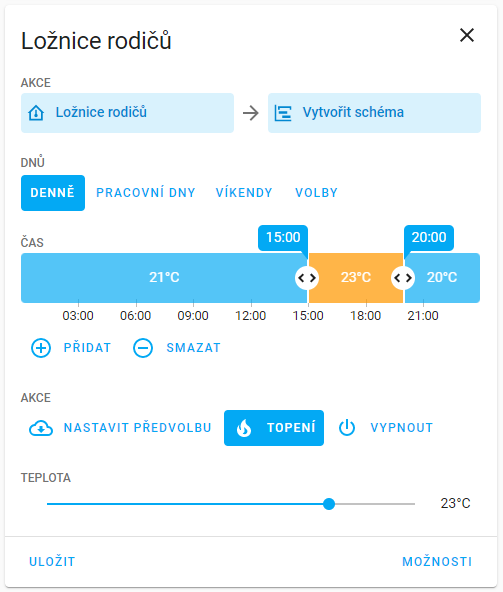 Ložnice rodičů
AKCE
Ložnice rodičů
Vytvořit schéma
DNŮ
DENNĚ PRACOVNÍ DNY VÍKENDY VOLBY
ČAS
15:00 20:00
21°C 23°C 20°C
03:00 06:00 09:00 12:00 15:00 18:00 21:00
PŘIDAT SMAZAT
AKCE
NASTAVIT PŘEDVOLBU TOPENÍ VYPNOUT
TEPLOTA
23°C
ULOŽIT MOŽNOSTI